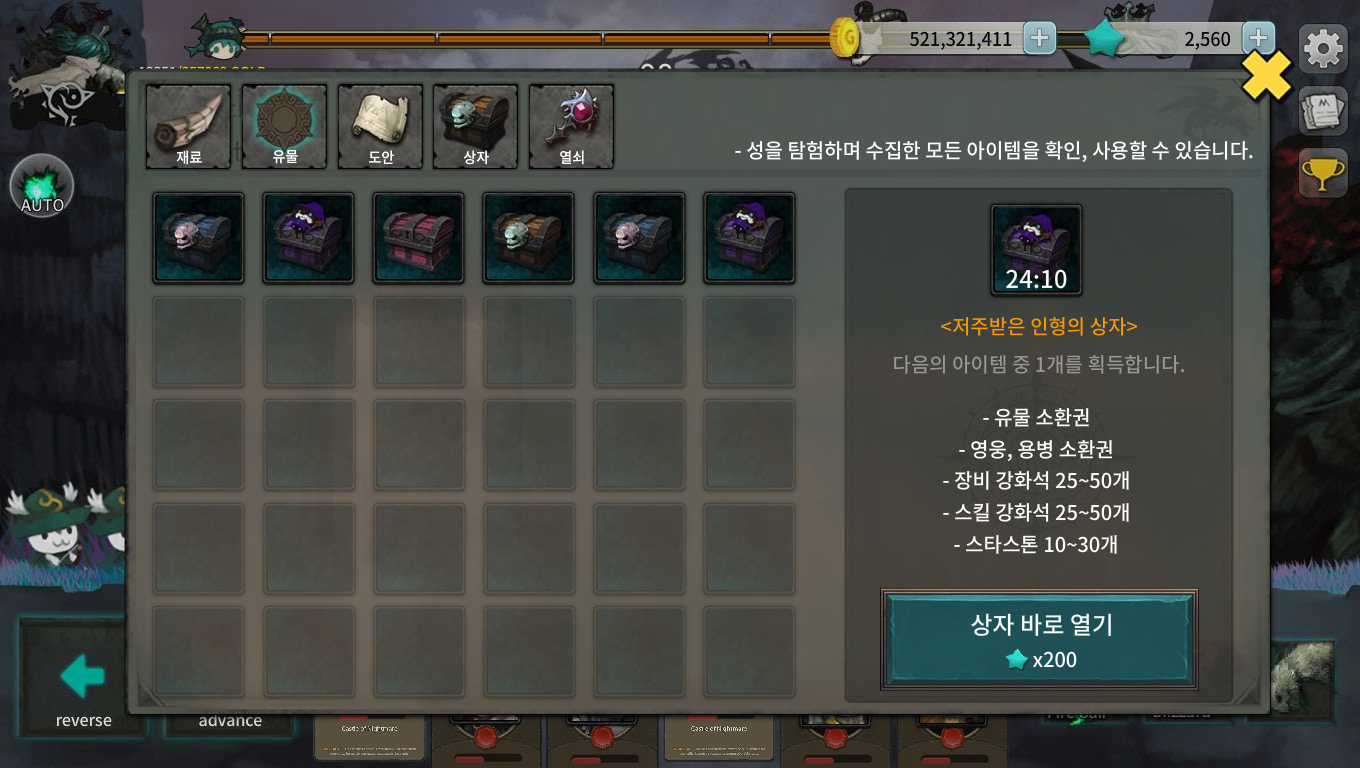 521,321,411
2,560
AUTO
재료
유물
도안
상자
열쇠
- 성을 탐험하며 수집한 모든 아이템을 확인, 사용할 수 있습니다.
24:10
<저주받은 인형의 상자>
다음의 아이템 중 1개를 획득합니다.
- 유물 소환권
- 영웅, 용병 소환권
- 장비 강화석 25~50개
- 스킬 강화석 25~50개
- 스타스톤 10~30개
상자 바로 열기
x200
reverse
advance
Castle of Nightmare
Castle of Nightmare